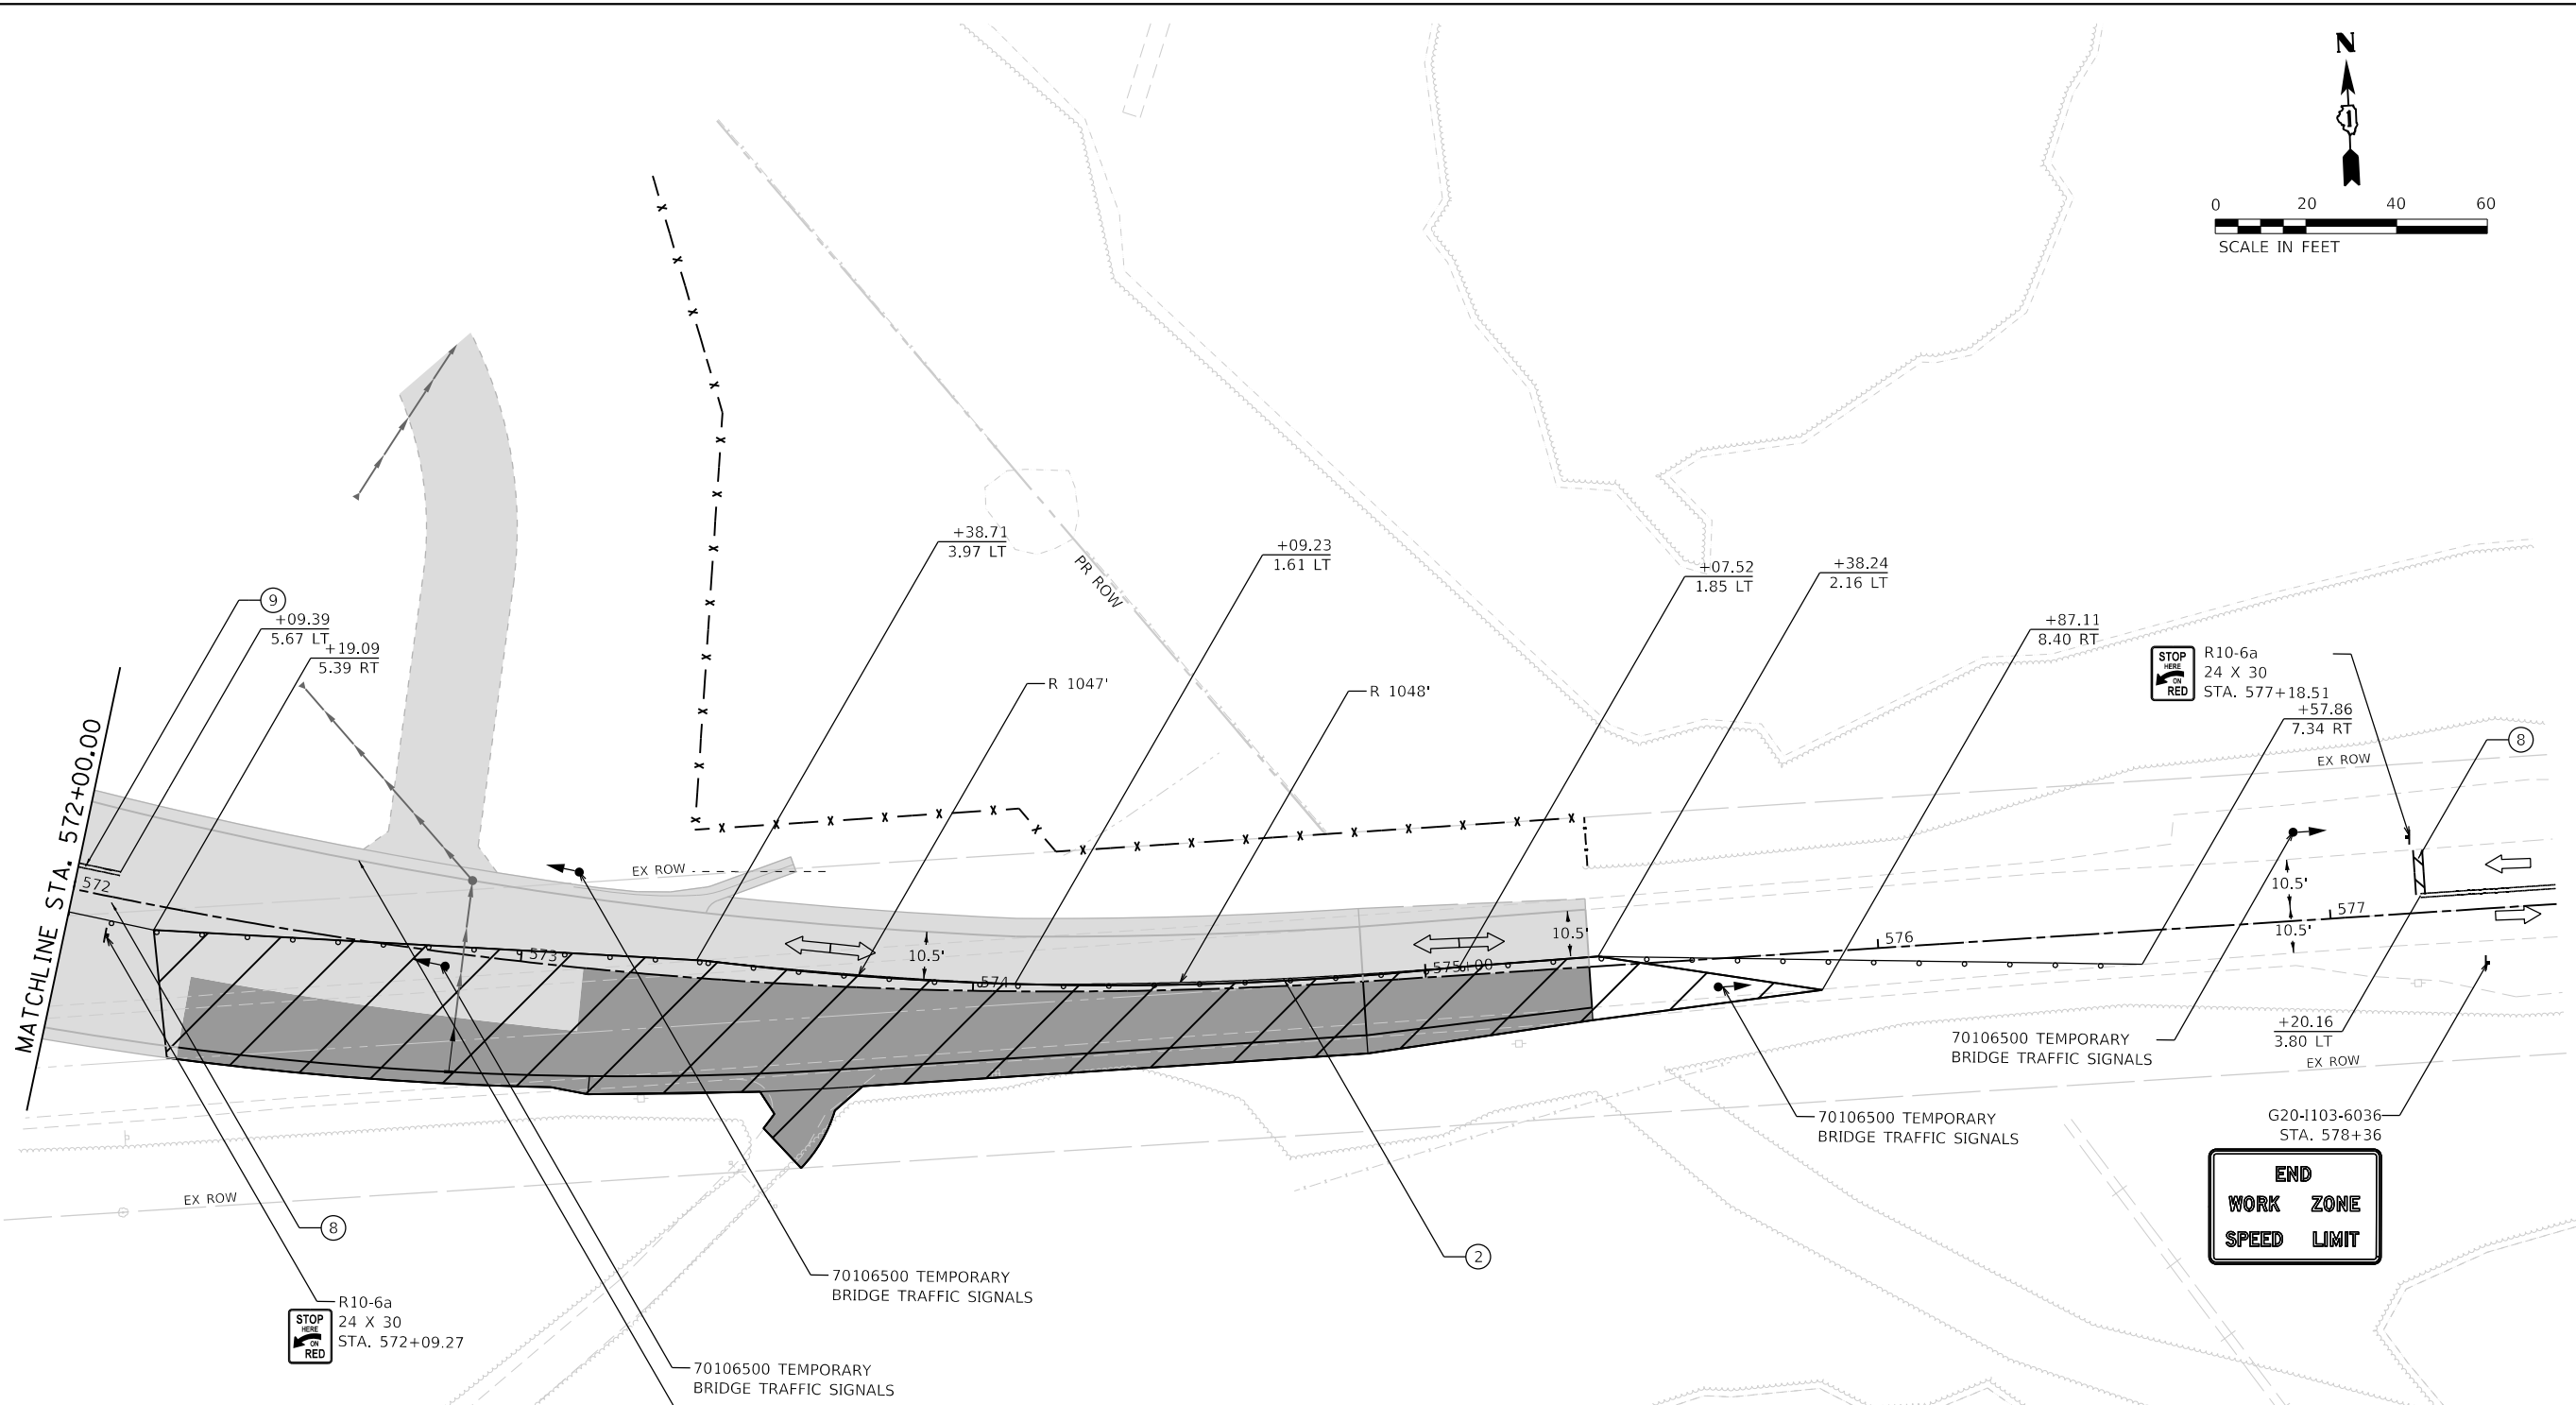 N
1
0 20 40 60
SCALE IN FEET
+38.71
3.97 LT
+09.23
1.61 LT
+07.52
1.85 LT
+38.24
2.16 LT
+87.11
8.40 RT
PR ROW
9
+09.39
5.67 LT
+19.09
5.39 RT
R 1047'
R 1048'
STOP
HERE
ON
RED
R10-6a
24 X 30
STA. 577+18.51
+57.86
7.34 RT
8
EX ROW
MATCHLINE STA. 572+00.00
572
EX ROW
573
10.5'
574
575+00
10.5'
576
577
10.5'
10.5'
+20.16
3.80 LT
EX ROW
70106500 TEMPORARY
BRIDGE TRAFFIC SIGNALS
70106500 TEMPORARY
BRIDGE TRAFFIC SIGNALS
G20-I103-6036
STA. 578+36
END
WORK ZONE
SPEED LIMIT
EX ROW
8
2
70106500 TEMPORARY
BRIDGE TRAFFIC SIGNALS
STOP
HERE
ON
RED
R10-6a
24 X 30
STA. 572+09.27
70106500 TEMPORARY
BRIDGE TRAFFIC SIGNALS